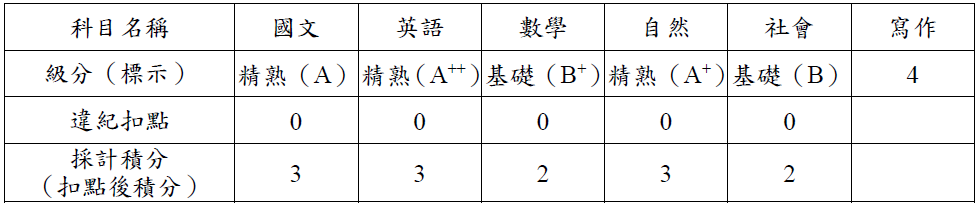 科目名稱 國文 英語 數學 自然 社會 寫作
級分（標示） 精熟（A） 精熟（A++） 基礎（B+） 精熟（A+） 基礎（B） 4
違紀扣點 0 0 0 0 0
採計積分
（扣點後積分） 3 3 2 3 2